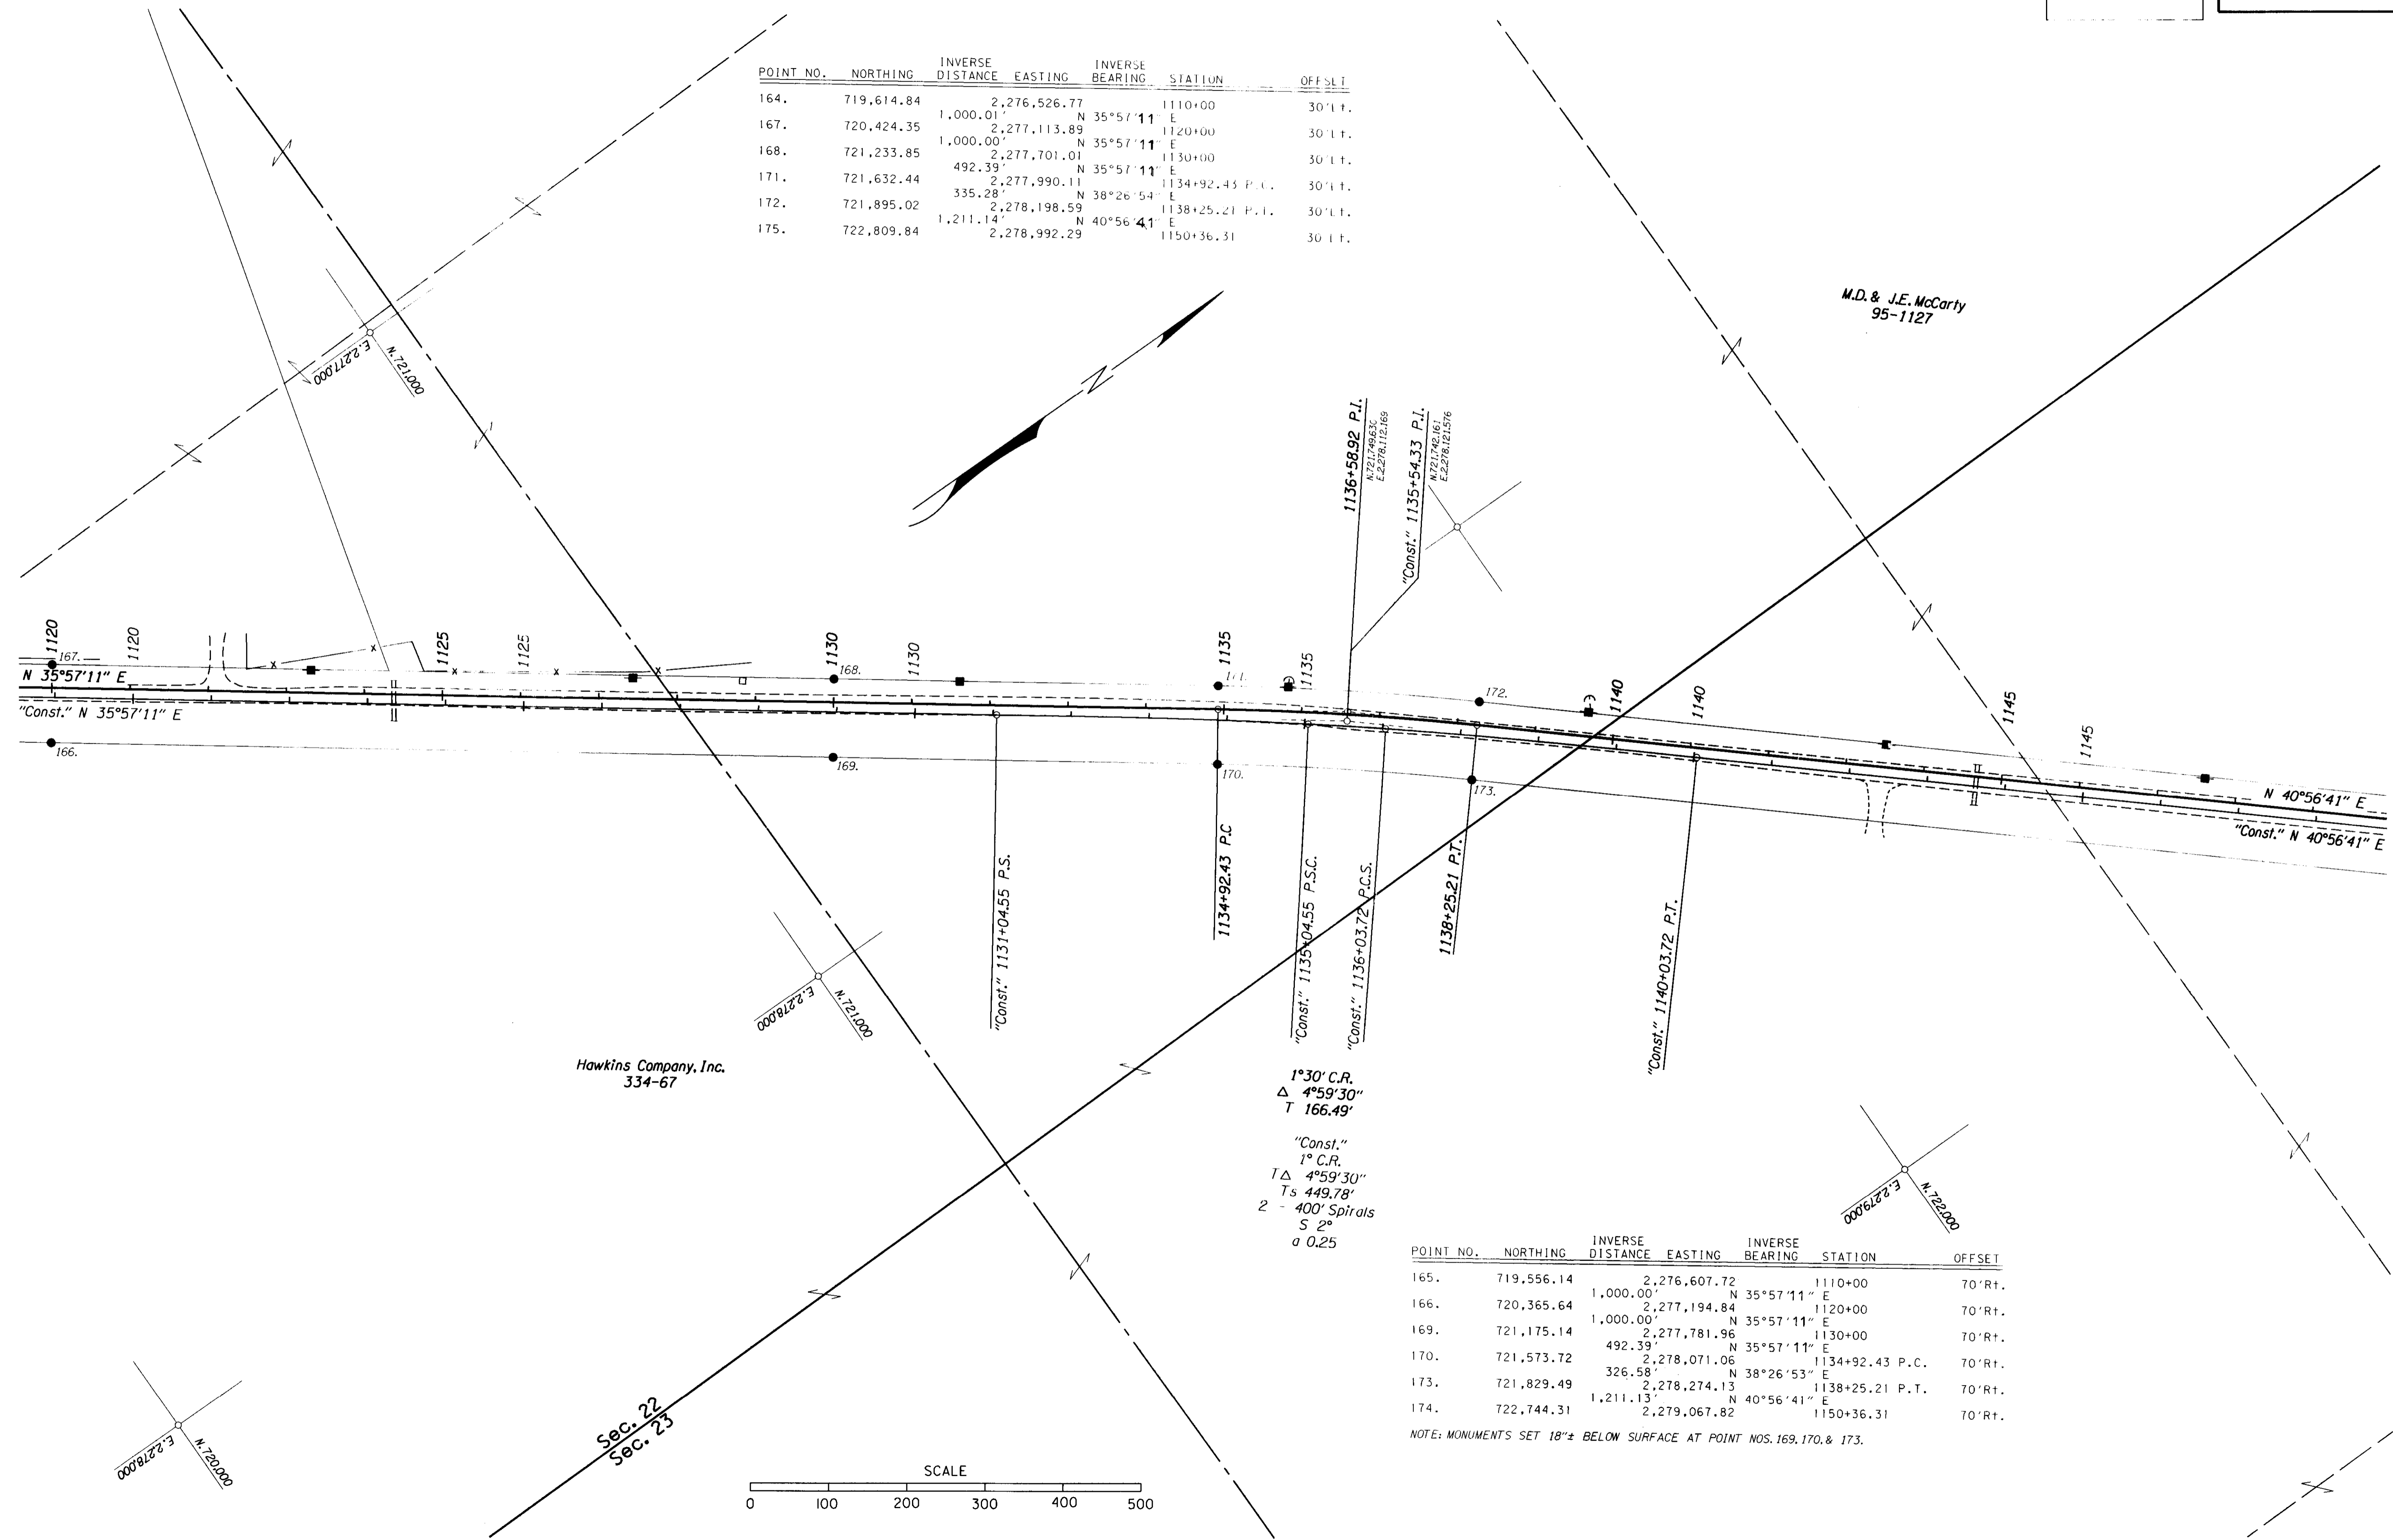 INVERSE INVERSE
POINT NO. NORTHING DISTANCE EASTING BEARING STATION OFFSET
164. 719,614.84 2,276,526.77 1110+00 30'Lt.
1,000.01' N 35°57'11" E
167. 720,424.35 2,277,113.89 1120+00 30'Lt.
1,000.00' N 35°57'11" E
168. 721,233.85 2,277,701.01 1130+00 30'Lt.
492.39' N 35°57'11" E
171. 721,632.44 2,277,990.11 1134+92.43 P.C. 30'Lt.
335.28' N 38°26'54" E
172. 721,895.02 2,278,198.59 1138+25.21 P.T. 30'Lt.
1,211.14' N 40°56'41" E
175. 722,809.84 2,278,992.29 1150+36.31 30'Lt.
M.D. & J.E. McCarty
95-1127
E. 2,277,000
N. 721,000
1136+58.92 P.I.
N.721,749.630
E.2,278,112.169
"Const." 1135+54.33 P.I.
N.721,742.161
E.2,278,121.576
1120
1120
1125
1125
1130
1130
1135
1135
1140
1140
1145
1145
167.
168.
172.
N 35°57'11" E
"Const." N 35°57'11" E
166.
169.
170.
173.
N 40°56'41" E
"Const." N 40°56'41" E
"Const." 1131+04.55 P.S.
1134+92.43 P.C
"Const." 1135+04.55 P.S.C.
"Const." 1136+03.72 P.C.S.
1138+25.21 P.T.
"Const." 1140+03.72 P.T.
E. 2,278,000
N. 721,000
Hawkins Company, Inc.
334-67
1°30' C.R.
Δ 4°59'30"
T 166.49'
"Const."
1° C.R.
TΔ 4°59'30"
Ts 449.78'
2 - 400' Spirals
S 2°
a 0.25
E. 2,279,000
N. 722,000
INVERSE INVERSE
POINT NO. NORTHING DISTANCE EASTING BEARING STATION OFFSET
165. 719,556.14 2,276,607.72 1110+00 70'Rt.
1,000.00' N 35°57'11" E
166. 720,365.64 2,277,194.84 1120+00 70'Rt.
1,000.00' N 35°57'11" E
169. 721,175.14 2,277,781.96 1130+00 70'Rt.
492.39' N 35°57'11" E
170. 721,573.72 2,278,071.06 1134+92.43 P.C. 70'Rt.
326.58' N 38°26'53" E
173. 721,829.49 2,278,274.13 1138+25.21 P.T. 70'Rt.
1,211.13' N 40°56'41" E
174. 722,744.31 2,279,067.82 1150+36.31 70'Rt.
NOTE: MONUMENTS SET 18"± BELOW SURFACE AT POINT NOS. 169, 170, & 173.
Sec. 22
Sec. 23
E. 2,278,000
N. 720,000
SCALE
0 100 200 300 400 500